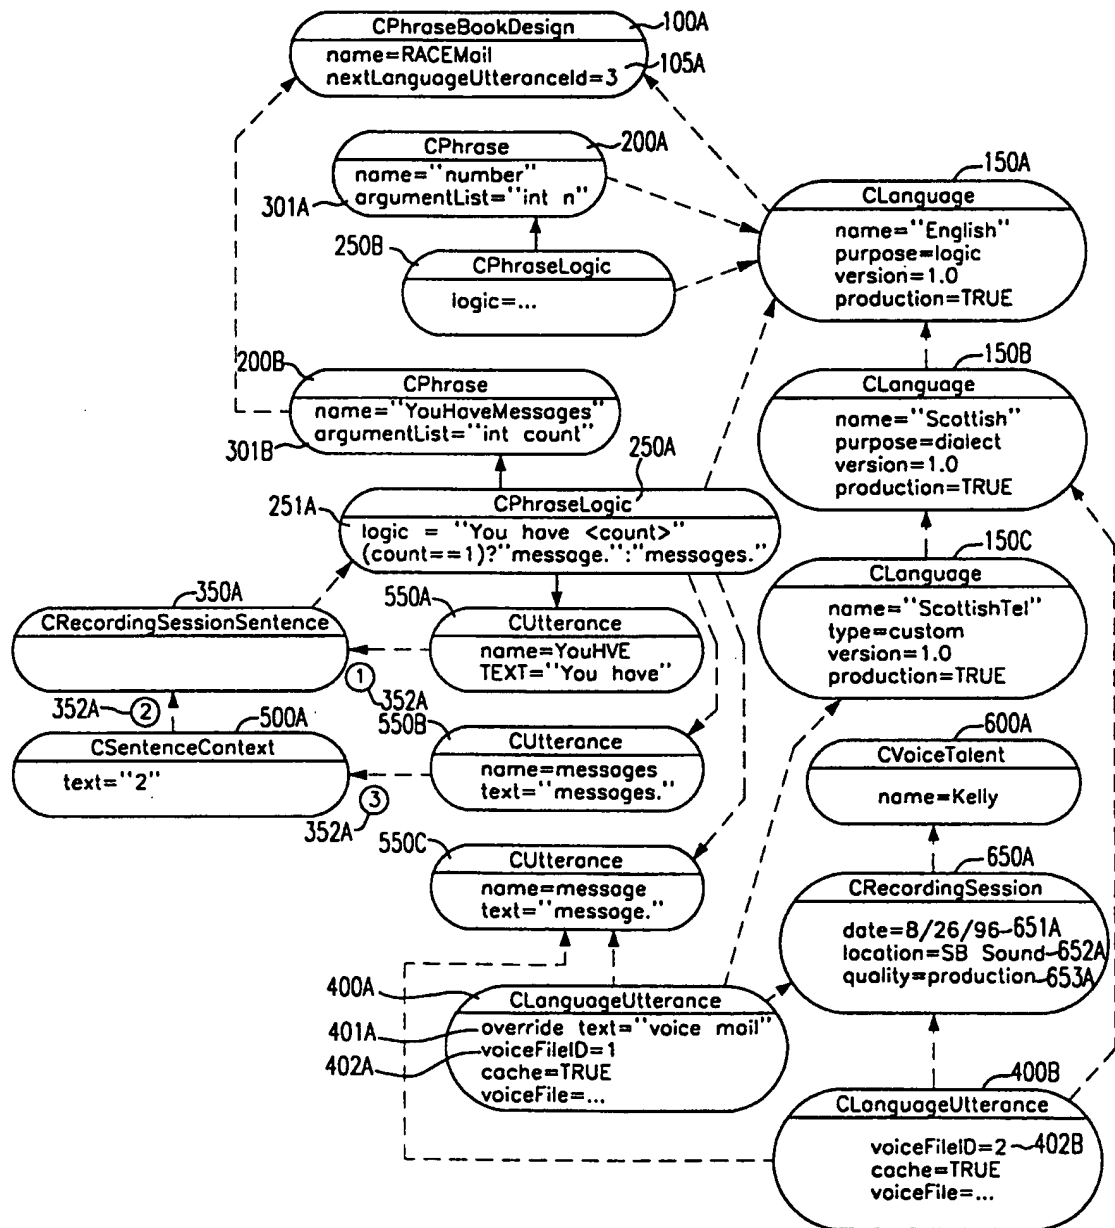 CPhraseBookDesign
100A
name=RACEMail
nextLanguageUtteranceId=3
105A
CPhrase
200A
name="number"
argumentList="int n"
301A
250B
CPhraseLogic
logic=...
150A
CLanguage
name="English"
purpose=logic
version=1.0
production=TRUE
200B
CPhrase
name="YouHaveMessages"
argumentList="int count"
301B
150B
CLanguage
name="Scottish"
purpose=dialect
version=1.0
production=TRUE
250A
251A
CPhraseLogic
logic = "You have <count>"
(count==1)?"message.":"messages."
150C
CLanguage
name="ScottishTel"
type=custom
version=1.0
production=TRUE
350A
CRecordingSessionSentence
550A
CUtterance
name=YouHVE
TEXT="You have"
1
352A
352A
2
500A
CSentenceContext
text="2"
550B
CUtterance
name=messages
text="messages."
3
352A
600A
CVoiceTalent
name=Kelly
550C
CUtterance
name=message
text="message."
650A
CRecordingSession
date=8/26/96
651A
location=SB Sound
652A
quality=production
653A
400A
CLanguageUtterance
401A
override text="voice mail"
402A
voiceFileID=1
cache=TRUE
voiceFile=...
400B
CLanguageUtterance
voiceFileID=2
402B
cache=TRUE
voiceFile=...